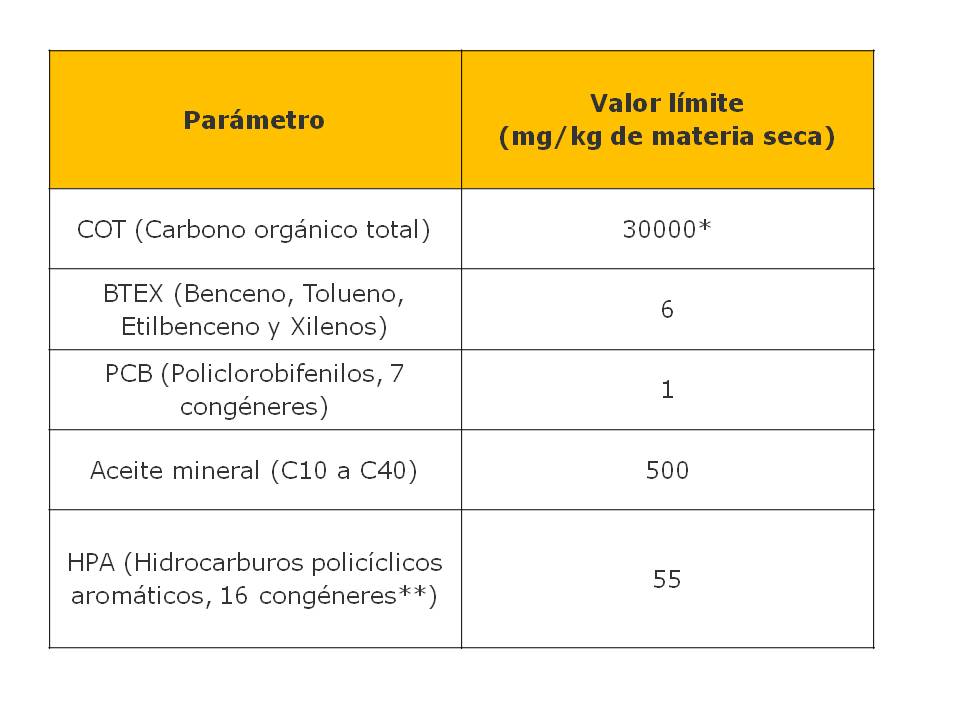 Parámetro
Valor límite
(mg/kg de materia seca)
COT (Carbono orgánico total)
30000*
BTEX (Benceno, Tolueno,
Etilbenceno y Xilenos)
6
PCB (Policlorobifenilos, 7
congéneres)
1
Aceite mineral (C10 a C40)
500
HPA (Hidrocarburos policíclicos
aromáticos, 16 congéneres**)
55